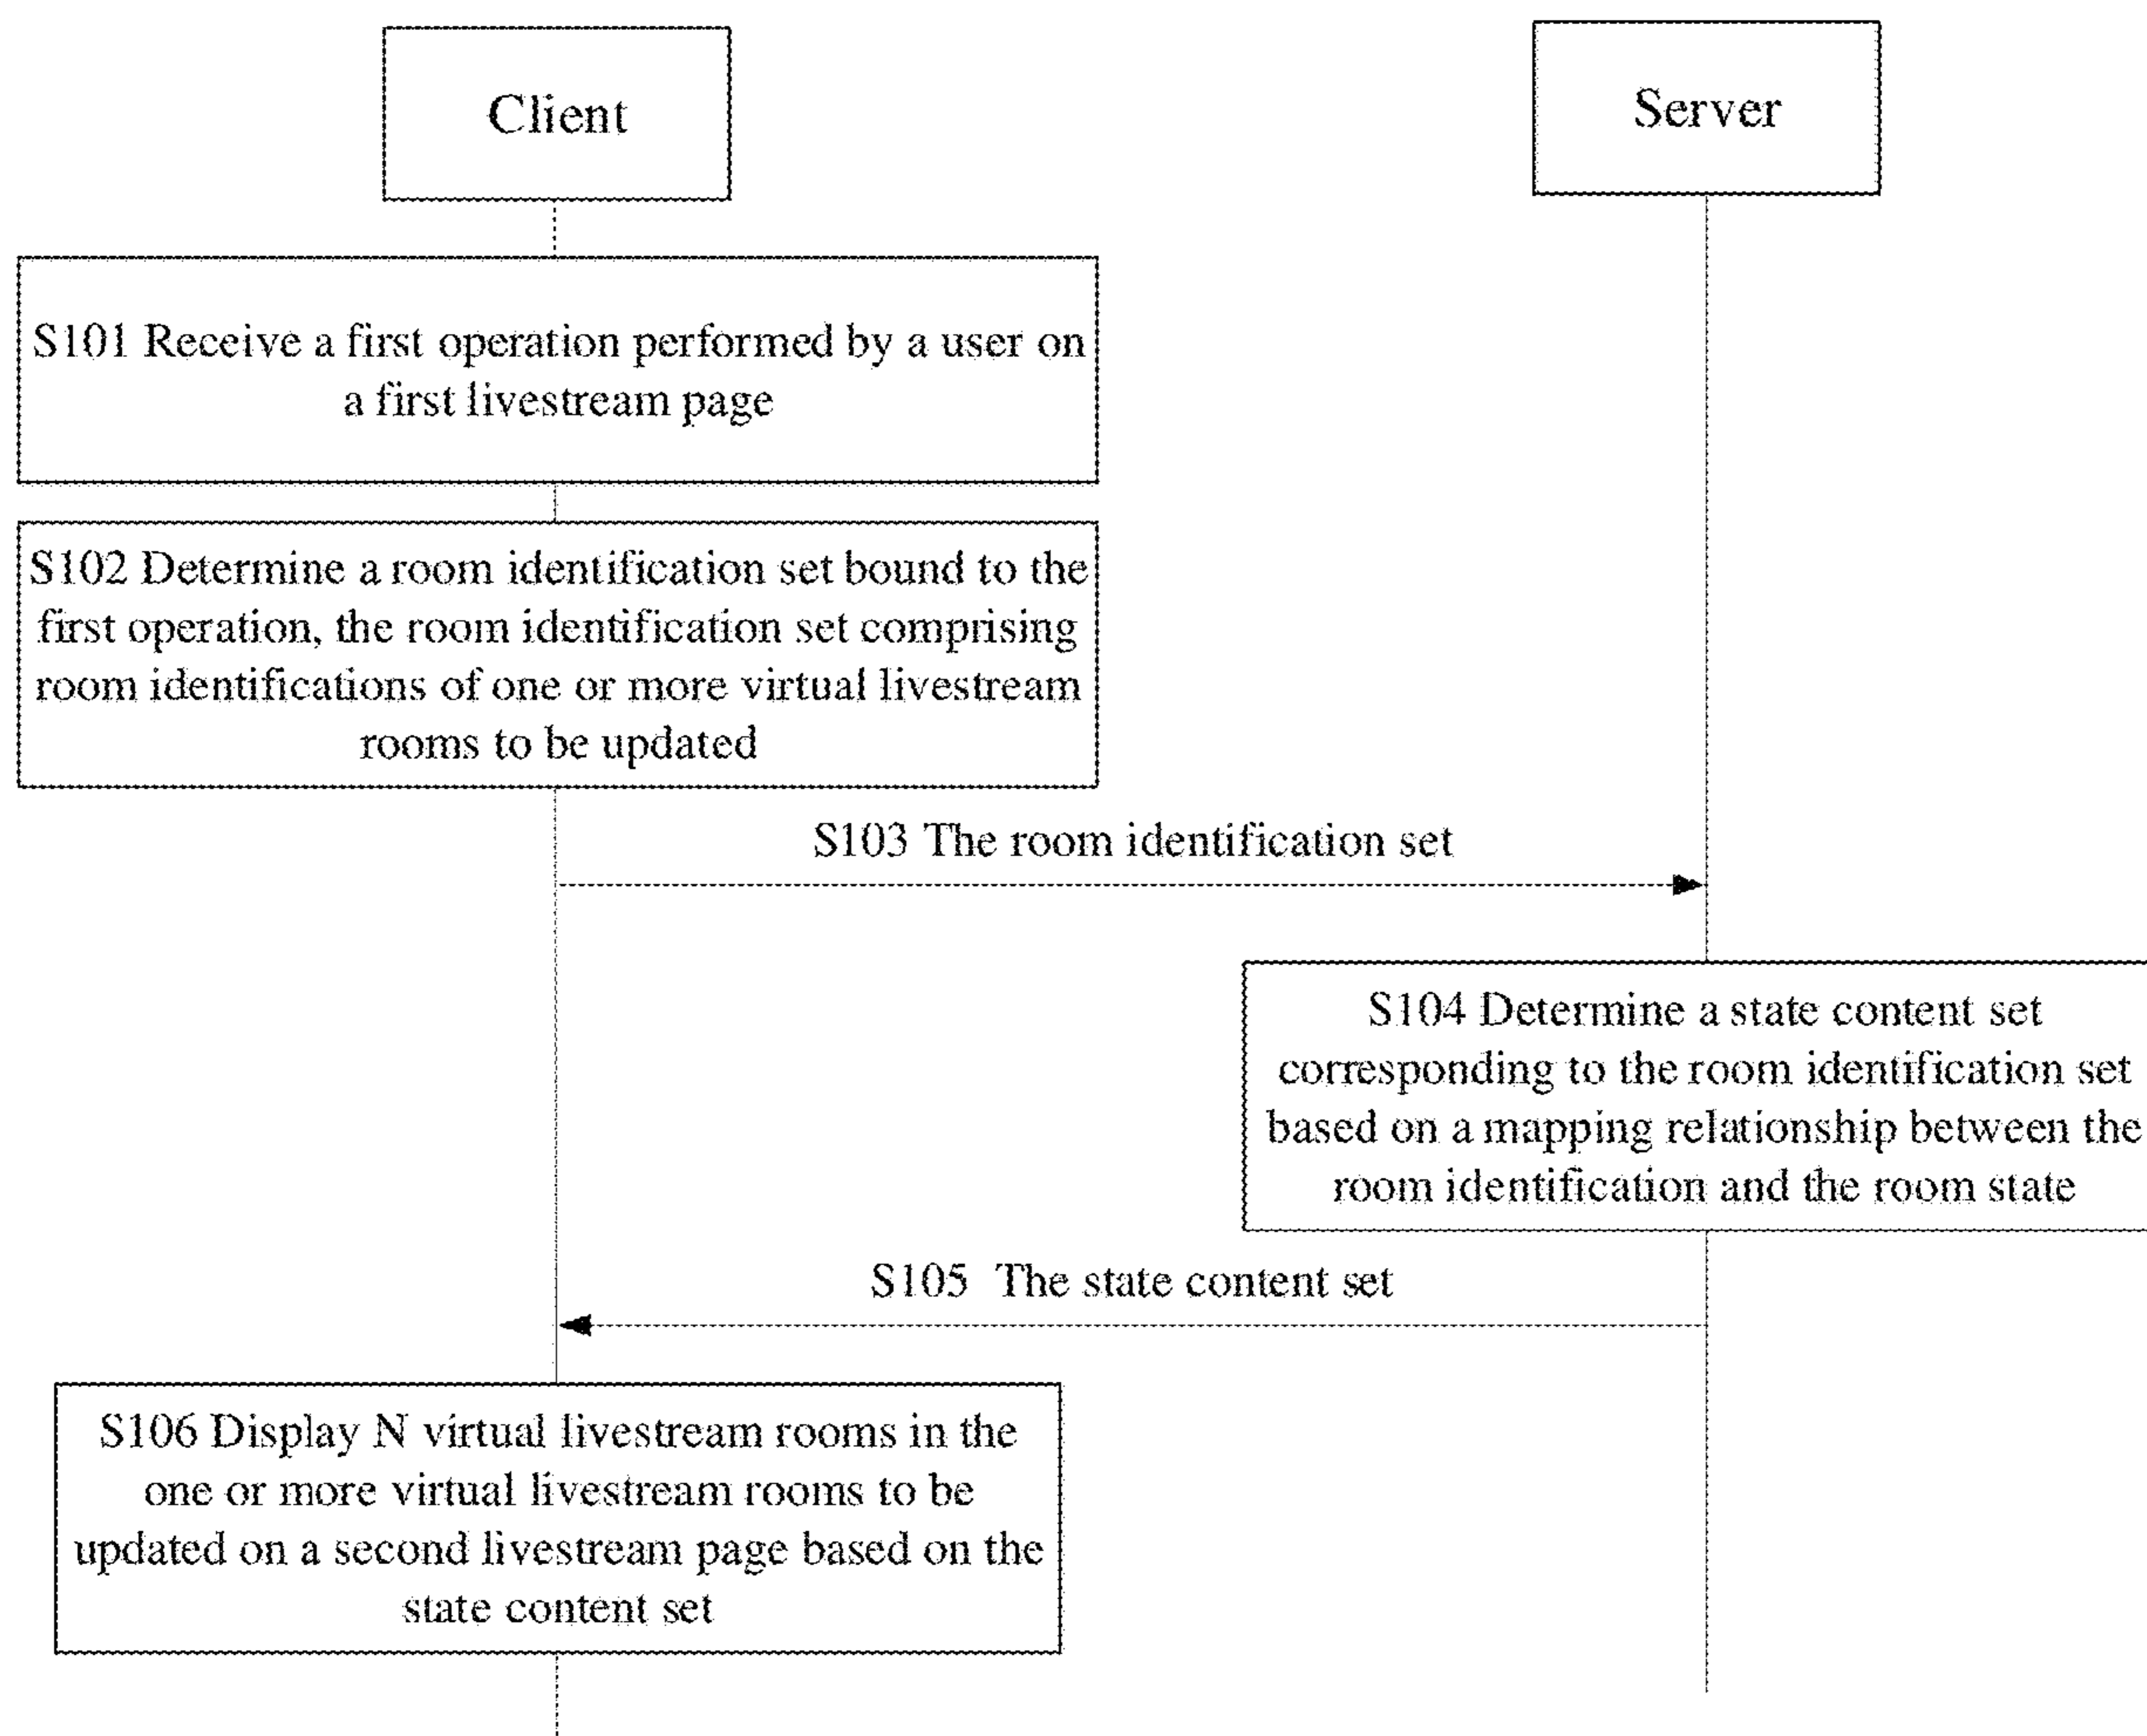 Client
Server
S101 Receive a first operation performed by a user on
a first livestream page
S102 Determine a room identification set bound to the
first operation, the room identification set comprising
room identifications of one or more virtual livestream
rooms to be updated
S103 The room identification set
S104 Determine a state content set
corresponding to the room identification set
based on a mapping relationship between the
room identification and the room state
S105 The state content set
S106 Display N virtual livestream rooms in the
one or more virtual livestream rooms to be
updated on a second livestream page based on the
state content set